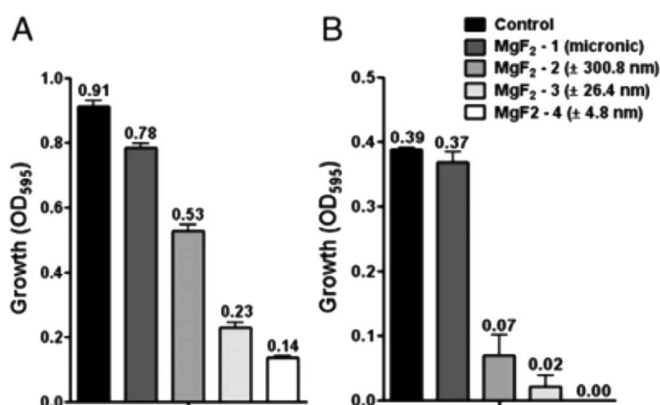 A
B
Control
MgF₂ - 1 (micronic)
MgF₂ - 2 (± 300.8 nm)
MgF₂ - 3 (± 26.4 nm)
MgF2 - 4 (± 4.8 nm)
Growth (OD₅₉₅)
1.0
0.8
0.6
0.4
0.2
0.0
0.91
0.78
0.53
0.23
0.14
Growth (OD₅₉₅)
0.5
0.4
0.3
0.2
0.1
0.0
0.39
0.37
0.07
0.02
0.00